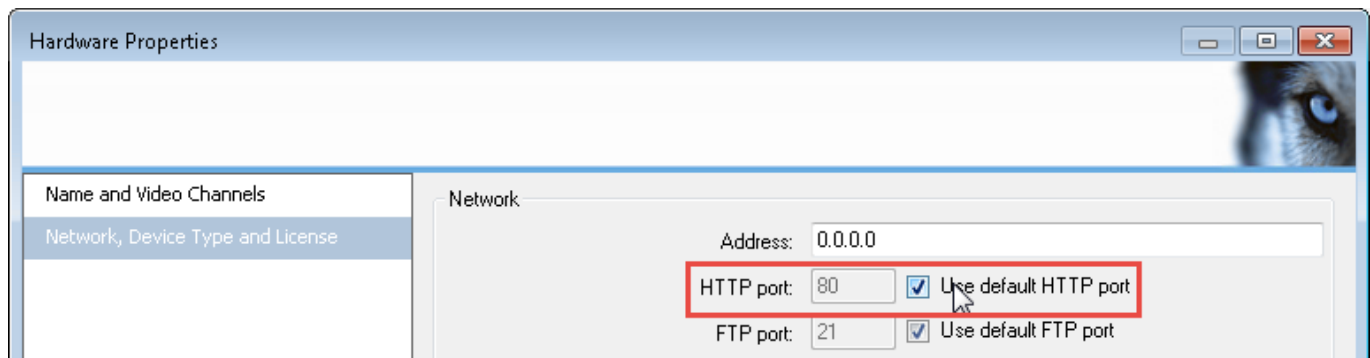 Hardware Properties
Name and Video Channels
Network, Device Type and License
Network
Address: 0.0.0.0
HTTP port: 80 Use default HTTP port
FTP port: 21 Use default FTP port